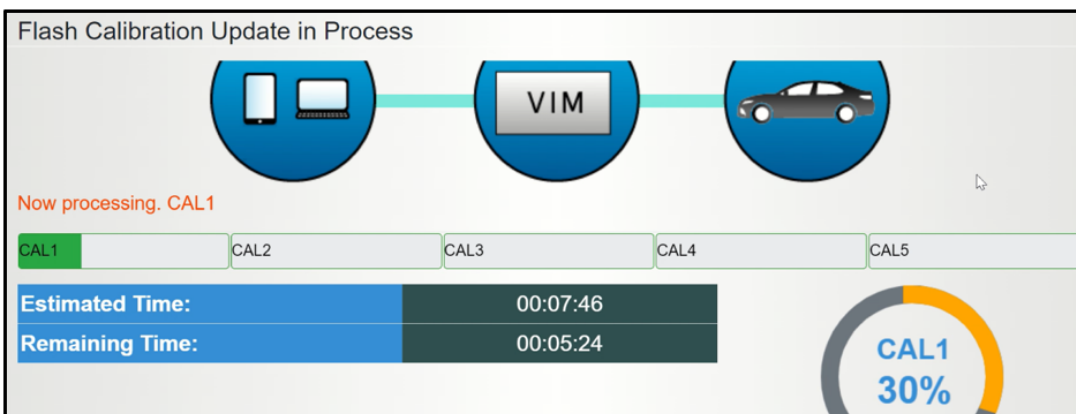 Flash Calibration Update in Process
VIM
Now processing. CAL1
CAL1 CAL2 CAL3 CAL4 CAL5
Estimated Time: 00:07:46
Remaining Time: 00:05:24
CAL1
30%